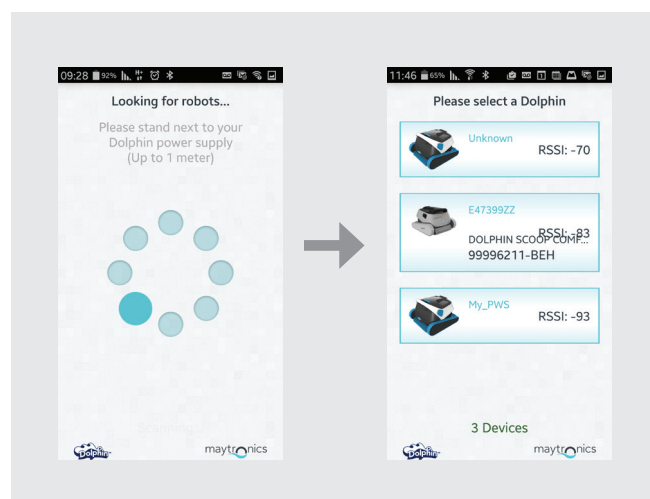 09:28 92%
Looking for robots...
Please stand next to your
Dolphin power supply
(Up to 1 meter)
Dolphin
maytronics
11:46 65%
Please select a Dolphin
Unknown
RSSI: -70
E47399ZZ
RSSI: -83
DOLPHIN SCOOP COMF...
99996211-BEH
My_PWS
RSSI: -93
3 Devices
Dolphin
maytronics